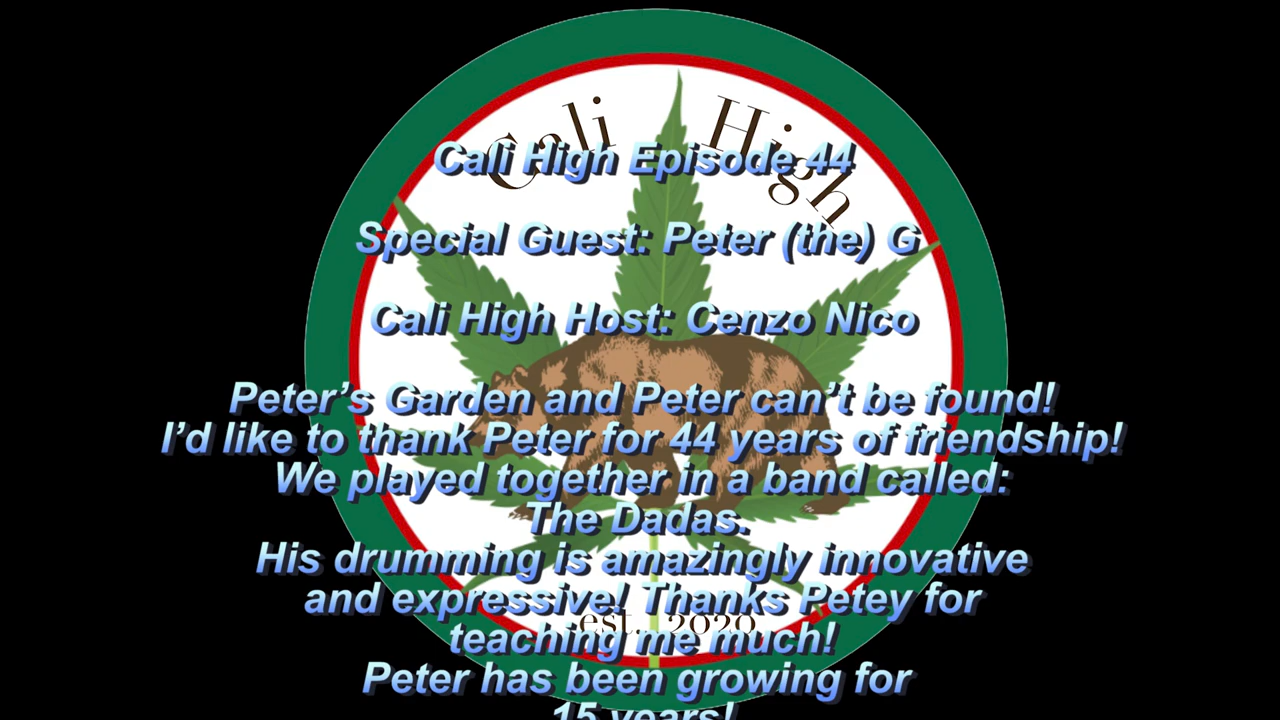 Cali High
Cali High Episode 44
Special Guest: Peter (the) G
Cali High Host: Cenzo Nico
Peter’s Garden and Peter can’t be found!
I’d like to thank Peter for 44 years of friendship!
We played together in a band called:
The Dadas.
His drumming is amazingly innovative
and expressive! Thanks Petey for
est. 2020
teaching me much!
Peter has been growing for
15 years!